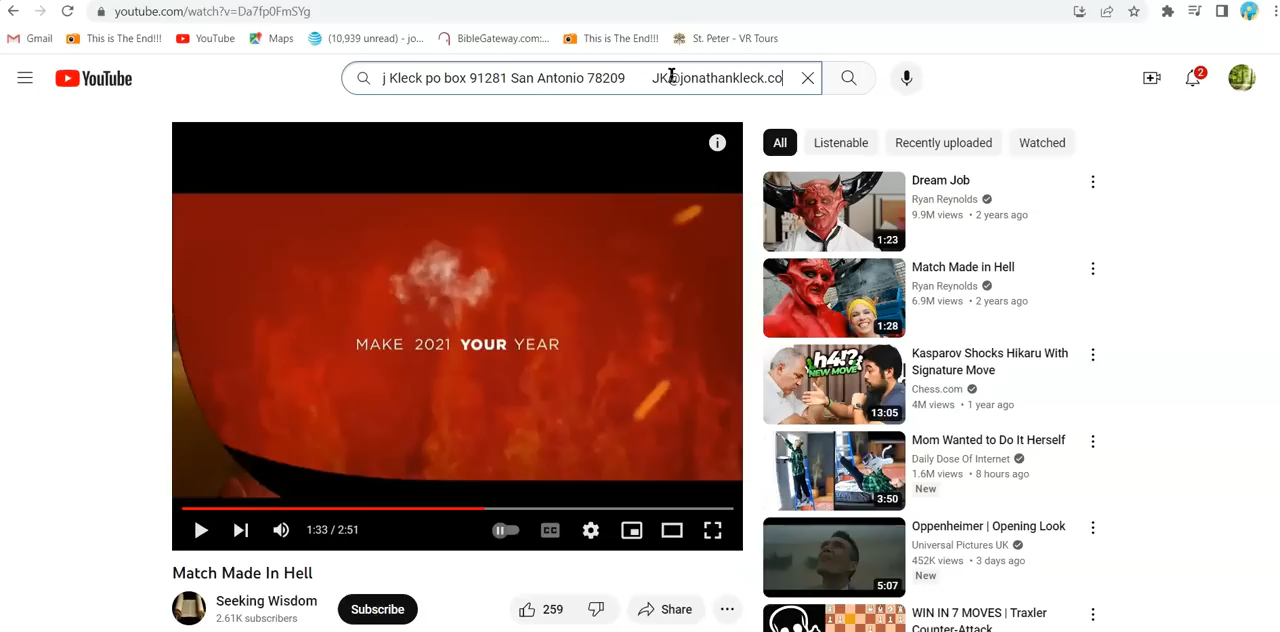 youtube.com/watch?v=Da7fp0FmSYg
Gmail This is The End!!! YouTube Maps (10,939 unread) - jo... BibleGateway.com:... This is The End!!! St. Peter - VR Tours
YouTube
j Kleck po box 91281 San Antonio 78209 JK@jonathankleck.co
2
MAKE 2021 YOUR YEAR
1:33 / 2:51
CC
Match Made In Hell
Seeking Wisdom
2.61K subscribers
Subscribe
259
Share
All Listenable Recently uploaded Watched
Dream Job
Ryan Reynolds
9.9M views • 2 years ago
1:23
Match Made in Hell
Ryan Reynolds
6.9M views • 2 years ago
1:28
Kasparov Shocks Hikaru With
Signature Move
Chess.com
4M views • 1 year ago
h4!?
NEW MOVE!
13:05
Mom Wanted to Do It Herself
Daily Dose Of Internet
1.6M views • 8 hours ago
New
3:50
Oppenheimer | Opening Look
Universal Pictures UK
452K views • 3 days ago
New
5:07
WIN IN 7 MOVES | Traxler
Counter-Attack